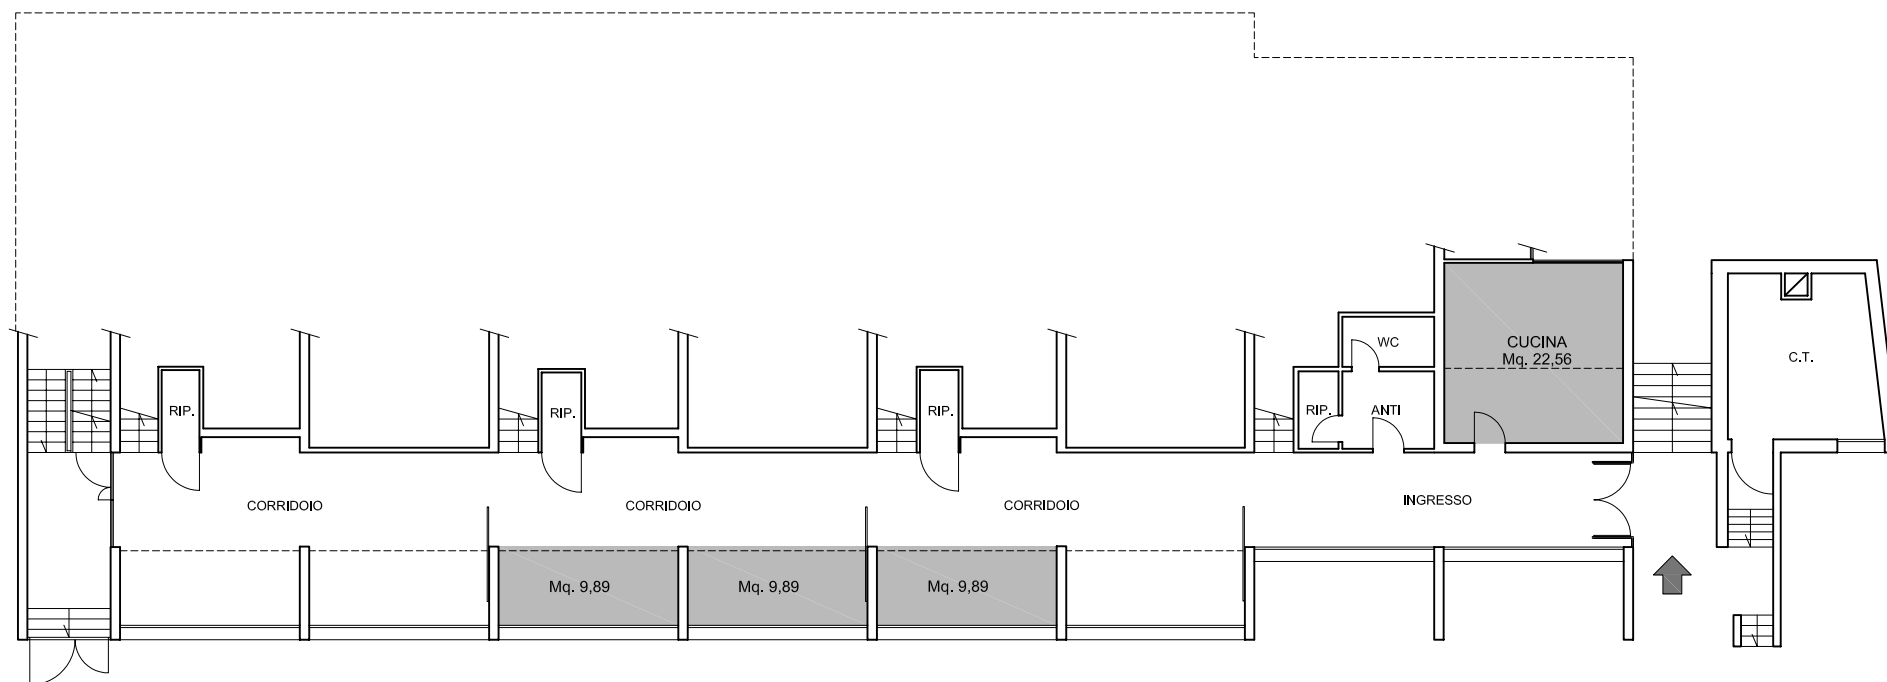 WC
CUCINA
Mq. 22,56
C.T.
RIP.
RIP.
RIP.
RIP.
ANTI
CORRIDOIO
CORRIDOIO
CORRIDOIO
INGRESSO
Mq. 9,89
Mq. 9,89
Mq. 9,89